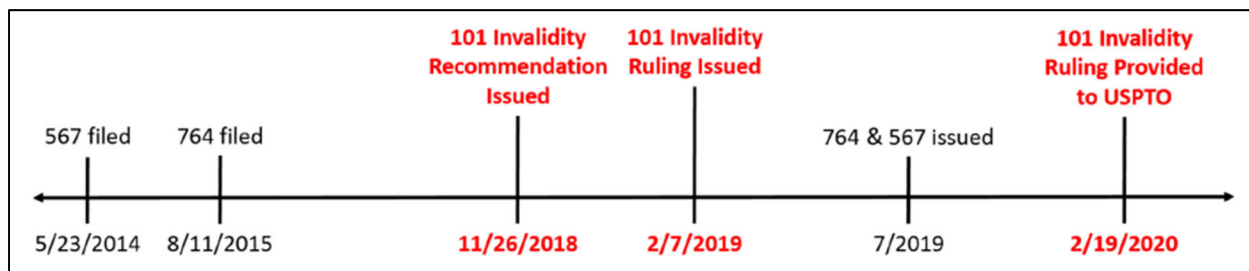 101 Invalidity
Recommendation
Issued
101 Invalidity
Ruling Issued
101 Invalidity
Ruling Provided
to USPTO
567 filed
764 filed
764 & 567 issued
5/23/2014
8/11/2015
11/26/2018
2/7/2019
7/2019
2/19/2020